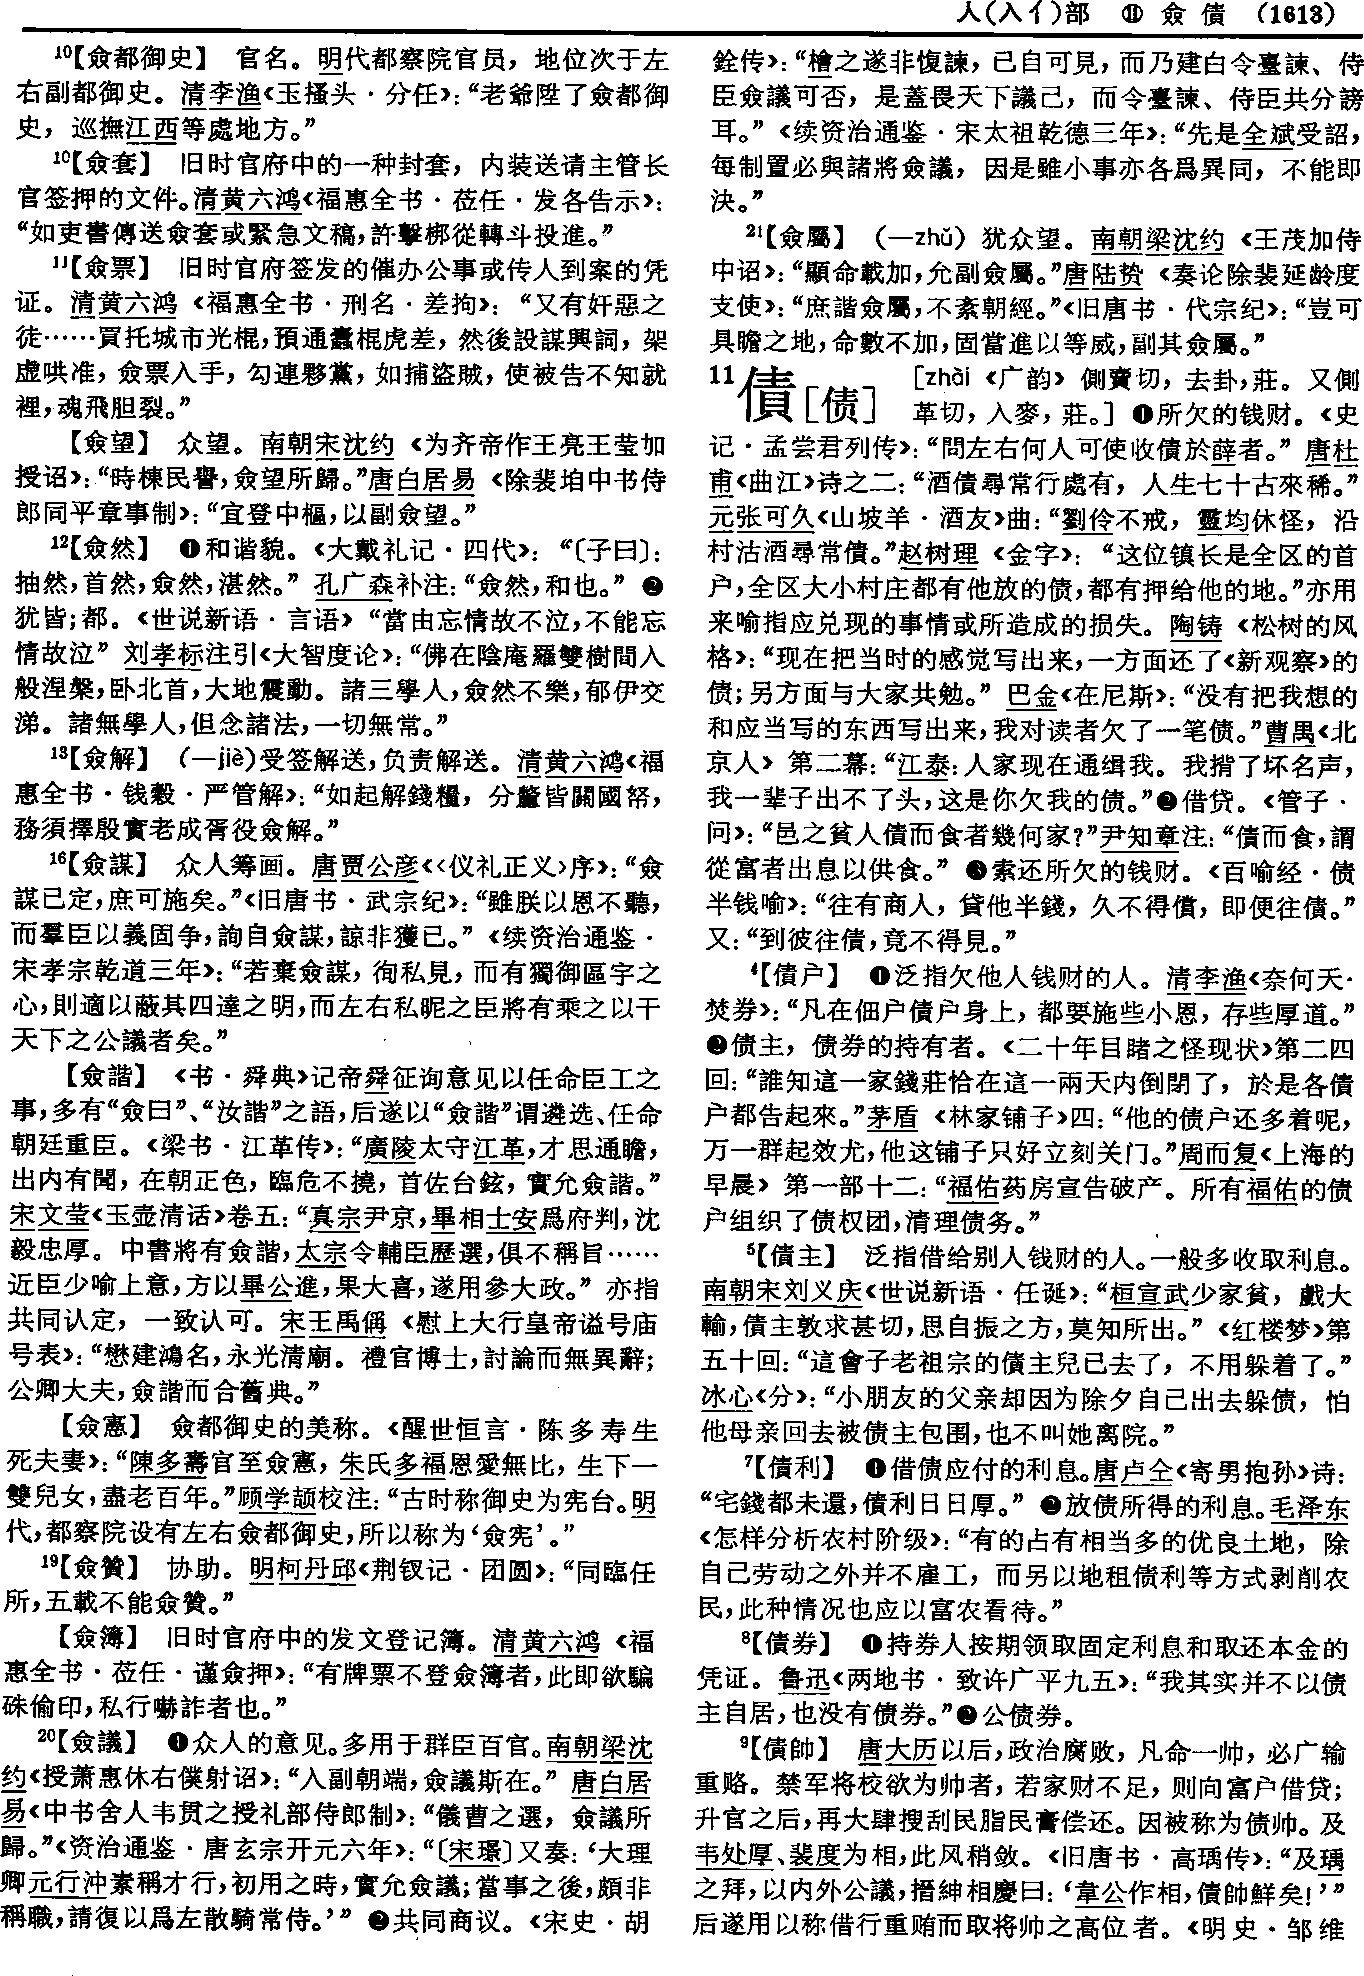 人(入亻)部　⑪　僉 債　(1613)
¹⁰【僉都御史】　官名。明代都察院官员，地位次于左
右副都御史。清李渔《玉搔头·分任》：“老爺陞了僉都御
史，巡撫江西等處地方。”
¹⁰【僉套】　旧时官府中的一种封套，内装送请主管长
官签押的文件。清黄六鸿《福惠全书·莅任·发各告示》：
“如吏書傳送僉套或緊急文稿，許擊梆從轉斗投進。”
¹¹【僉票】　旧时官府签发的催办公事或传人到案的凭
证。清黄六鸿《福惠全书·刑名·差拘》：“又有奸惡之
徒……買托城市光棍，預通蠹棍虎差，然後設謀興詞，架
虚哄准，僉票入手，勾連夥黨，如捕盜賊，使被告不知就
裡，魂飛胆裂。”
【僉望】　众望。南朝宋沈约《为齐帝作王亮王莹加
授诏》：“時棟民譽，僉望所歸。”唐白居易《除裴垍中书侍
郎同平章事制》：“宜登中樞，以副僉望。”
¹²【僉然】　❶和谐貌。《大戴礼记·四代》：“〔子曰〕：
抽然，首然，僉然，湛然。”孔广森补注：“僉然，和也。”❷
犹皆；都。《世说新语·言语》“當由忘情故不泣，不能忘
情故泣”刘孝标注引《大智度论》：“佛在陰庵羅雙樹間入
般涅槃，卧北首，大地震動。諸三學人，僉然不樂，郁伊交
涕。諸無學人，但念諸法，一切無常。”
¹³【僉解】　（—jiè）受签解送，负责解送。清黄六鸿《福
惠全书·钱穀·严管解》：“如起解錢糧，分釐皆關國帑，
務須擇殷實老成胥役僉解。”
¹⁶【僉謀】　众人筹画。唐贾公彦《〈仪礼正义〉序》：“僉
謀已定，庶可施矣。”《旧唐书·武宗纪》：“雖朕以恩不聽，
而羣臣以義固争，詢自僉謀，諒非獲已。”《续资治通鉴·
宋孝宗乾道三年》：“若棄僉謀，徇私見，而有獨御區宇之
心，則適以蔽其四達之明，而左右私昵之臣將有乘之以干
天下之公議者矣。”
【僉諧】　《书·舜典》记帝舜征询意见以任命臣工之
事，多有“僉曰”、“汝諧”之語，后遂以“僉諧”谓遴选、任命
朝廷重臣。《梁书·江革传》：“廣陵太守江革，才思通贍，
出内有聞，在朝正色，臨危不撓，首佐台鉉，實允僉諧。”
宋文莹《玉壶清话》卷五：“真宗尹京，畢相士安爲府判，沈
毅忠厚。中書將有僉諧，太宗令輔臣歷選，俱不稱旨……
近臣少喻上意，方以畢公進，果大喜，遂用參大政。”亦指
共同认定，一致认可。宋王禹偁《慰上大行皇帝谥号庙
号表》：“懋建鴻名，永光清廟。禮官博士，討論而無異辭；
公卿大夫，僉諧而合舊典。”
【僉憲】　僉都御史的美称。《醒世恒言·陈多寿生
死夫妻》：“陳多壽官至僉憲，朱氏多福恩愛無比，生下一
雙兒女，盡老百年。”顾学颉校注：“古时称御史为宪台。明
代，都察院设有左右僉都御史，所以称为‘僉宪’。”
¹⁹【僉贊】　协助。明柯丹邱《荆钗记·团圆》：“同臨任
所，五載不能僉贊。”
【僉簿】　旧时官府中的发文登记簿。清黄六鸿《福
惠全书·莅任·谨僉押》：“有牌票不登僉簿者，此即欲騙
硃偷印，私行嚇詐者也。”
²⁰【僉議】　❶众人的意见。多用于群臣百官。南朝梁沈
约《授萧惠休右僕射诏》：“入副朝端，僉議斯在。”唐白居
易《中书舍人韦贯之授礼部侍郎制》：“儀曹之選，僉議所
歸。”《资治通鉴·唐玄宗开元六年》：“〔宋璟〕又奏：‘大理
卿元行沖素稱才行，初用之時，實允僉議；當事之後，頗非
稱職，請復以爲左散騎常侍。’”❷共同商议。《宋史·胡
銓传》：“檜之遂非愎諫，已自可見，而乃建白令臺諫、侍
臣僉議可否，是蓋畏天下議己，而令臺諫、侍臣共分謗
耳。”《续资治通鉴·宋太祖乾德三年》：“先是全斌受詔，
每制置必與諸將僉議，因是雖小事亦各爲異同，不能即
決。”
²¹【僉屬】　（—zhǔ）犹众望。南朝梁沈约《王茂加侍
中诏》：“顯命載加，允副僉屬。”唐陆贽《奏论除裴延龄度
支使》：“庶諧僉屬，不紊朝經。”《旧唐书·代宗纪》：“豈可
具瞻之地，命數不加，固當進以等威，副其僉屬。”
11債［债］　[zhài《广韵》側賣切，去卦，莊。又側
革切，入麥，莊。]❶所欠的钱财。《史
记·孟尝君列传》：“問左右何人可使收債於薛者。”唐杜
甫《曲江》诗之二：“酒債尋常行處有，人生七十古來稀。”
元张可久《山坡羊·酒友》曲：“劉伶不戒，靈均休怪，沿
村沽酒尋常債。”赵树理《金字》：“这位镇长是全区的首
户，全区大小村庄都有他放的债，都有押给他的地。”亦用
来喻指应兑现的事情或所造成的损失。陶铸《松树的风
格》：“现在把当时的感觉写出来，一方面还了《新观察》的
债；另方面与大家共勉。”巴金《在尼斯》：“没有把我想的
和应当写的东西写出来，我对读者欠了一笔债。”曹禺《北
京人》第二幕：“江泰：人家现在通缉我。我揹了坏名声，
我一辈子出不了头，这是你欠我的债。”❷借贷。《管子·
问》：“邑之貧人債而食者幾何家？”尹知章注：“債而食，謂
從富者出息以供食。”❸索还所欠的钱财。《百喻经·债
半钱喻》：“往有商人，貸他半錢，久不得償，即便往債。”
又：“到彼往債，竟不得見。”
⁴【債户】　❶泛指欠他人钱财的人。清李渔《奈何天·
焚券》：“凡在佃户債户身上，都要施些小恩，存些厚道。”
❷债主，债券的持有者。《二十年目睹之怪现状》第二四
回：“誰知這一家錢莊恰在這一兩天内倒閉了，於是各債
户都告起來。”茅盾《林家铺子》四：“他的债户还多着呢，
万一群起效尤，他这铺子只好立刻关门。”周而复《上海的
早晨》第一部十二：“福佑药房宣告破产。所有福佑的债
户组织了债权团，清理债务。”
⁵【債主】　泛指借给别人钱财的人。一般多收取利息。
南朝宋刘义庆《世说新语·任诞》：“桓宣武少家貧，戲大
輸，債主敦求甚切，思自振之方，莫知所出。”《红楼梦》第
五十回：“這會子老祖宗的債主兒已去了，不用躲着了。”
冰心《分》：“小朋友的父亲却因为除夕自己出去躲债，怕
他母亲回去被债主包围，也不叫她离院。”
⁷【債利】　❶借债应付的利息。唐卢仝《寄男抱孙》诗：
“宅錢都未還，債利日日厚。”❷放债所得的利息。毛泽东
《怎样分析农村阶级》：“有的占有相当多的优良土地，除
自己劳动之外并不雇工，而另以地租债利等方式剥削农
民，此种情况也应以富农看待。”
⁸【債券】　❶持券人按期领取固定利息和取还本金的
凭证。鲁迅《两地书·致许广平九五》：“我其实并不以债
主自居，也没有债券。”❷公债券。
⁹【債帥】　唐大历以后，政治腐败，凡命一帅，必广输
重赂。禁军将校欲为帅者，若家财不足，则向富户借贷；
升官之后，再大肆搜刮民脂民膏偿还。因被称为债帅。及
韦处厚、裴度为相，此风稍敛。《旧唐书·高瑀传》：“及瑀
之拜，以内外公議，搢紳相慶曰：‘韋公作相，債帥鮮矣！’”
后遂用以称借行重贿而取将帅之高位者。《明史·邹维